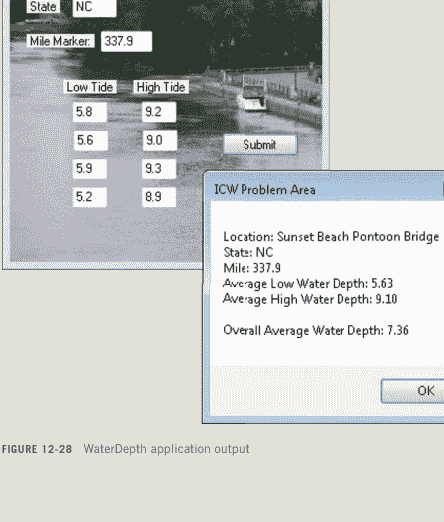 State NC
Mile Marker: 337.9
Low Tide High Tide
5.8 9.2
5.6 9.0
Submit
5.9 9.3
5.2 8.9
ICW Problem Area
Location: Sunset Beach Pontoon Bridge
State: NC
Mile: 337.9
Average Low Water Depth: 5.63
Average High Water Depth: 9.10
Overall Average Water Depth: 7.36
OK
FIGURE 12-28 WaterDepth application output